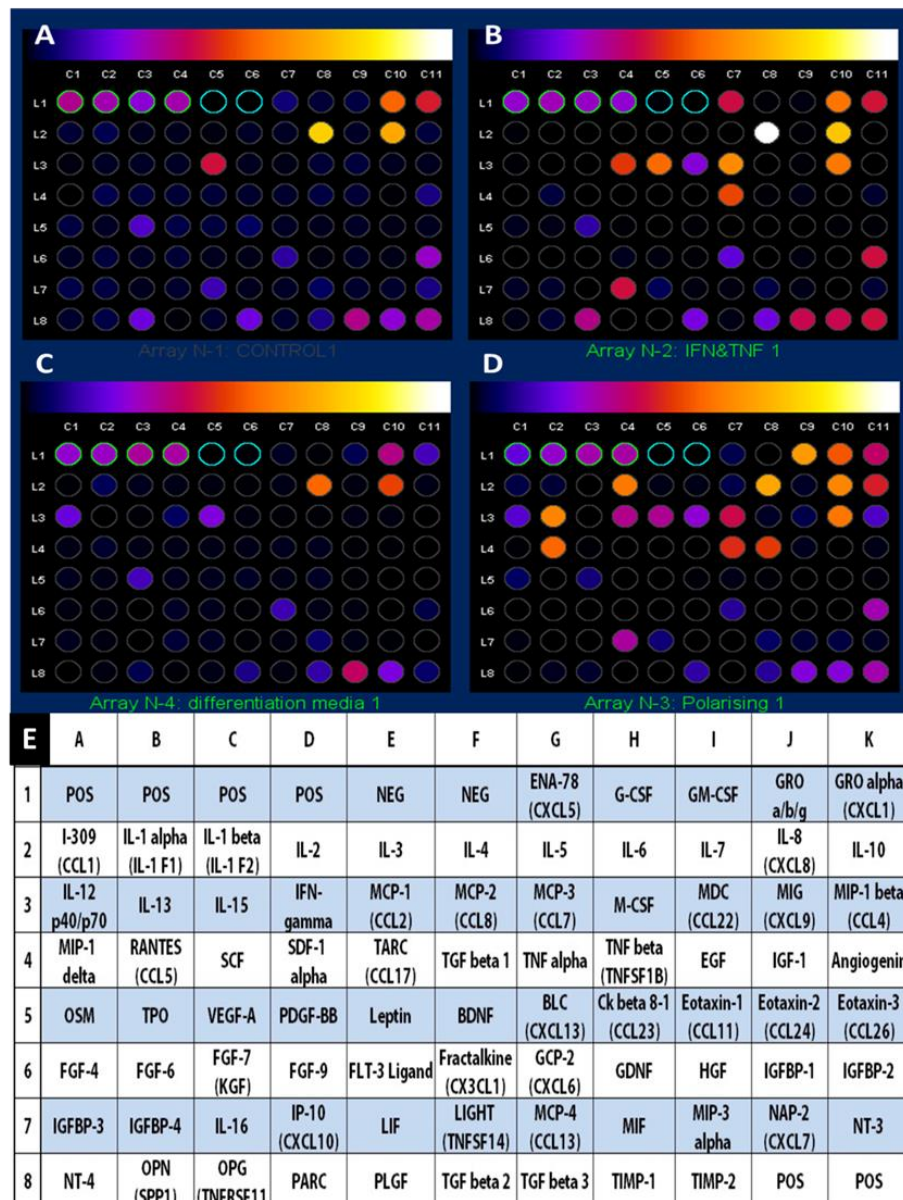 A
B
C1 C2 C3 C4 C5 C6 C7 C8 C9 C10 C11
C1 C2 C3 C4 C5 C6 C7 C8 C9 C10 C11
L1
L2
L3
L4
L5
L6
L7
L8
L1
L2
L3
L4
L5
L6
L7
L8
Array N-1: CONTROL1
Array N-2: IFN&TNF 1
C
D
C1 C2 C3 C4 C5 C6 C7 C8 C9 C10 C11
C1 C2 C3 C4 C5 C6 C7 C8 C9 C10 C11
L1
L2
L3
L4
L5
L6
L7
L8
L1
L2
L3
L4
L5
L6
L7
L8
Array N-4: differentiation media 1
Array N-3: Polarising 1
E A B C D E F G H I J K
1 POS POS POS POS NEG NEG ENA-78 (CXCL5) G-CSF GM-CSF GRO a/b/g GRO alpha (CXCL1)
2 I-309 (CCL1) IL-1 alpha (IL-1 F1) IL-1 beta (IL-1 F2) IL-2 IL-3 IL-4 IL-5 IL-6 IL-7 IL-8 (CXCL8) IL-10
3 IL-12 p40/p70 IL-13 IL-15 IFN-gamma MCP-1 (CCL2) MCP-2 (CCL8) MCP-3 (CCL7) M-CSF MDC (CCL22) MIG (CXCL9) MIP-1 beta (CCL4)
4 MIP-1 delta RANTES (CCL5) SCF SDF-1 alpha TARC (CCL17) TGF beta 1 TNF alpha TNF beta (TNFSF1B) EGF IGF-1 Angiogenin
5 OSM TPO VEGF-A PDGF-BB Leptin BDNF BLC (CXCL13) Ck beta 8-1 (CCL23) Eotaxin-1 (CCL11) Eotaxin-2 (CCL24) Eotaxin-3 (CCL26)
6 FGF-4 FGF-6 FGF-7 (KGF) FGF-9 FLT-3 Ligand Fractalkine (CX3CL1) GCP-2 (CXCL6) GDNF HGF IGFBP-1 IGFBP-2
7 IGFBP-3 IGFBP-4 IL-16 IP-10 (CXCL10) LIF LIGHT (TNFSF14) MCP-4 (CCL13) MIF MIP-3 alpha NAP-2 (CXCL7) NT-3
8 NT-4 OPN (SPP1) OPG (TNFRSF11 PARC PLGF TGF beta 2 TGF beta 3 TIMP-1 TIMP-2 POS POS